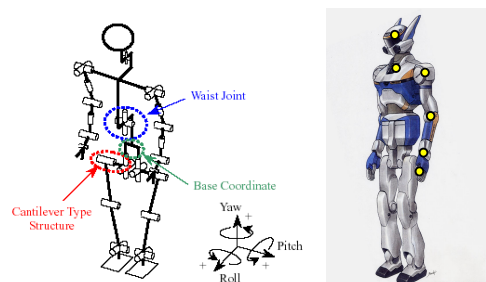 Waist Joint
Base Coordinate
Cantilever Type
Structure
Yaw
+
Pitch
+
+
Roll